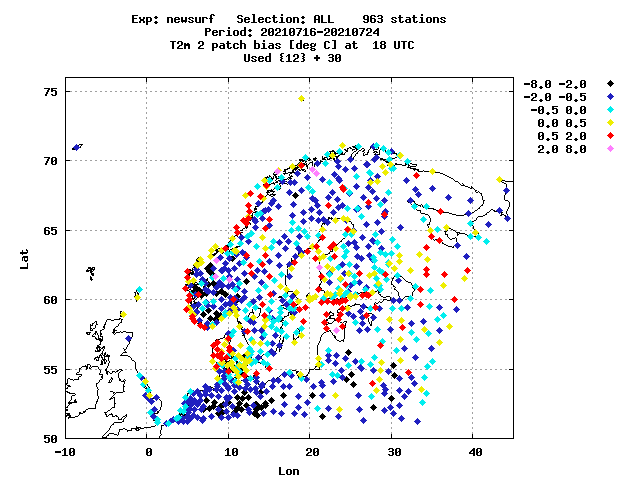 Exp: newsurf Selection: ALL 963 stations
Period: 20210716-20210724
T2m 2 patch bias [deg C] at 18 UTC
Used {12} + 30
-8.0 -2.0
-2.0 -0.5
-0.5 0.0
0.0 0.5
0.5 2.0
2.0 8.0
75
70
65
60
55
50
Lat
-10 0 10 20 30 40
Lon